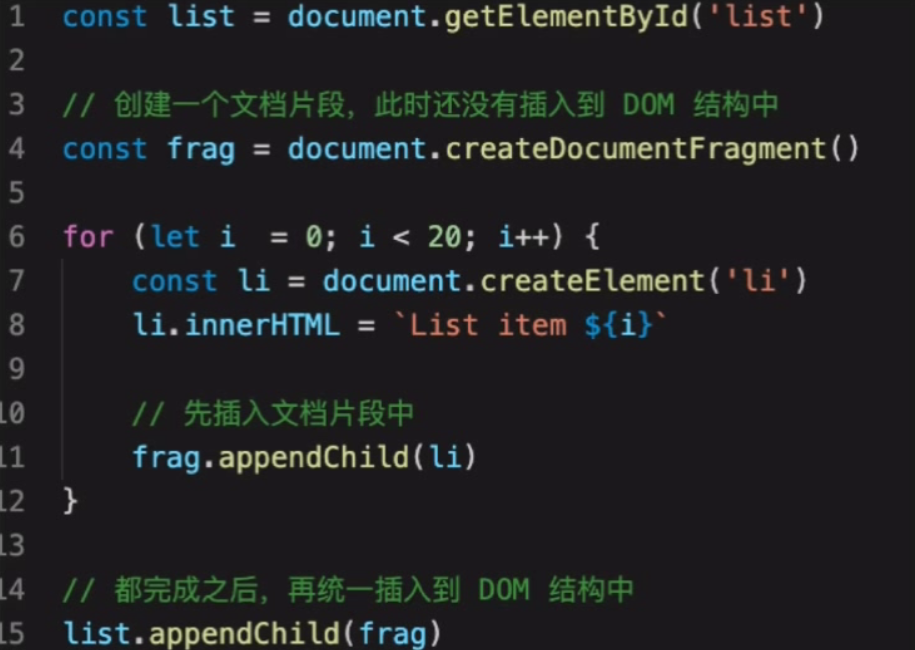 1 const list = document.getElementById('list')
2
3 // 创建一个文档片段，此时还没有插入到 DOM 结构中
4 const frag = document.createDocumentFragment()
5
6 for (let i  = 0; i < 20; i++) {
7     const li = document.createElement('li')
8     li.innerHTML = `List item ${i}`
9
10     // 先插入文档片段中
11     frag.appendChild(li)
12 }
13
14 // 都完成之后，再统一插入到 DOM 结构中
15 list.appendChild(frag)